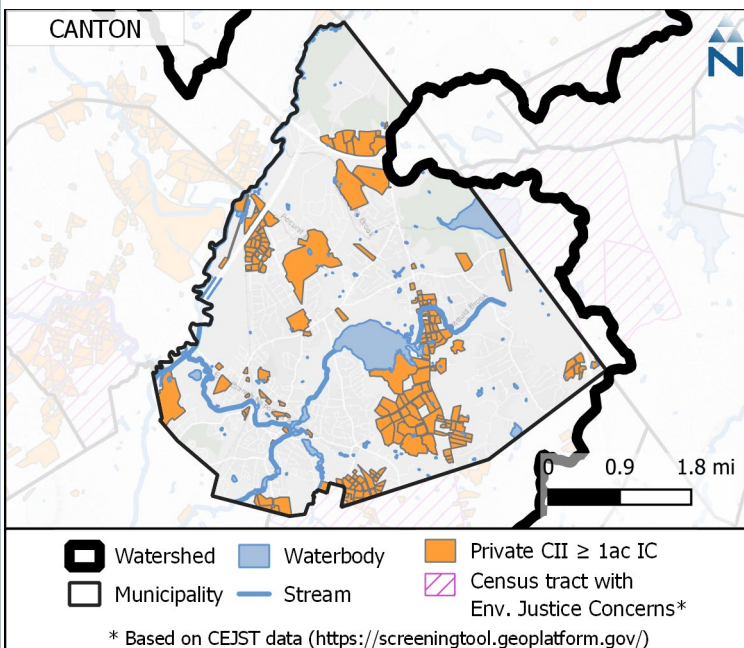 CANTON
N
0 0.9 1.8 mi
Watershed
Waterbody
Private CII ≥ 1ac IC
Municipality
Stream
Census tract with
Env. Justice Concerns*
* Based on CEJST data (https://screeningtool.geoplatform.gov/)